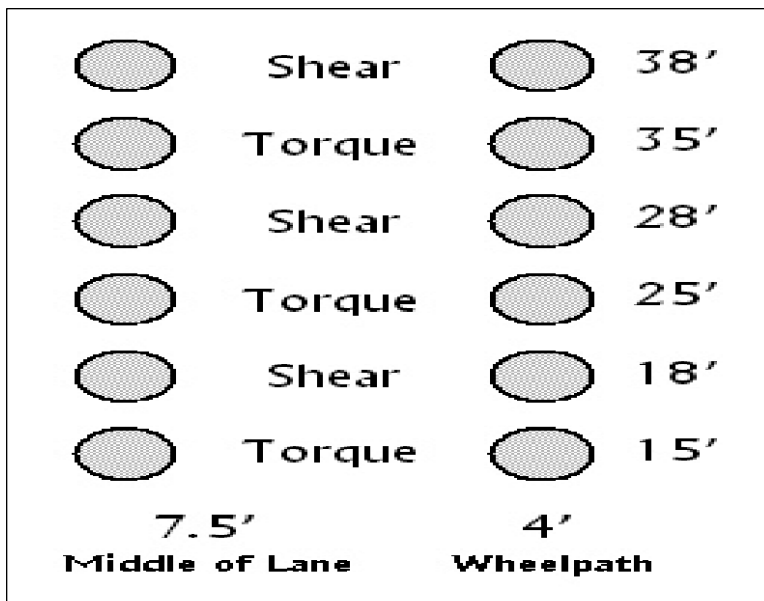 Shear 38′
Torque 35′
Shear 28′
Torque 25′
Shear 18′
Torque 15′
7.5′ 4′
Middle of Lane Wheelpath